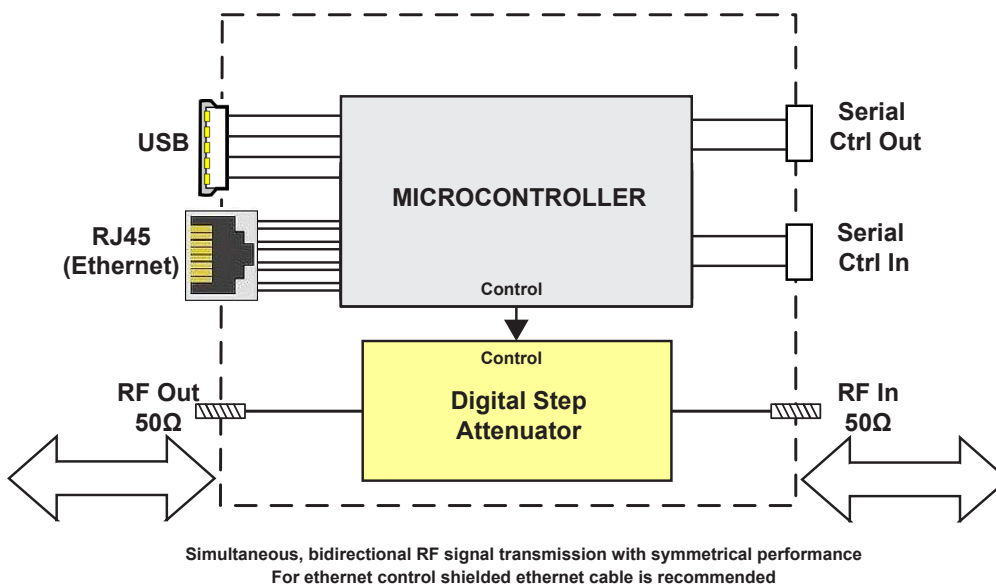 USB
RJ45
(Ethernet)
MICROCONTROLLER
Control
Serial
Ctrl Out
Serial
Ctrl In
Control
Digital Step
Attenuator
RF Out
50Ω
RF In
50Ω
Simultaneous, bidirectional RF signal transmission with symmetrical performance
For ethernet control shielded ethernet cable is recommended